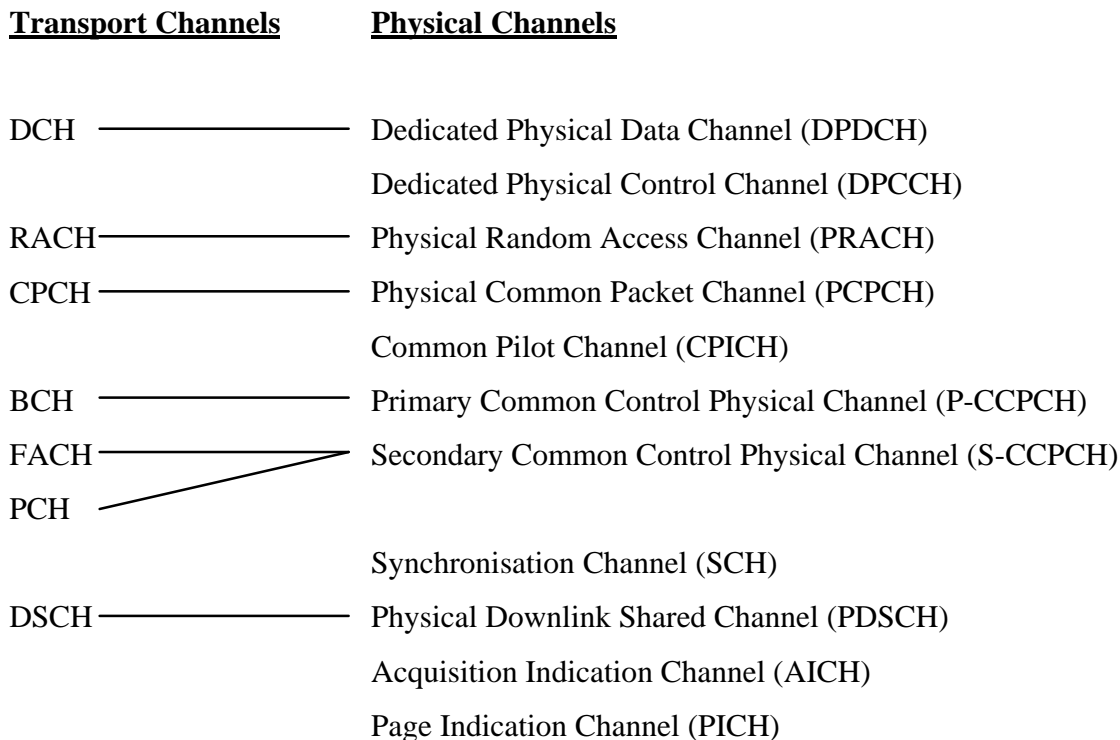 Transport Channels Physical Channels
DCH Dedicated Physical Data Channel (DPDCH)
Dedicated Physical Control Channel (DPCCH)
RACH Physical Random Access Channel (PRACH)
CPCH Physical Common Packet Channel (PCPCH)
Common Pilot Channel (CPICH)
BCH Primary Common Control Physical Channel (P-CCPCH)
FACH Secondary Common Control Physical Channel (S-CCPCH)
PCH
Synchronisation Channel (SCH)
DSCH Physical Downlink Shared Channel (PDSCH)
Acquisition Indication Channel (AICH)
Page Indication Channel (PICH)